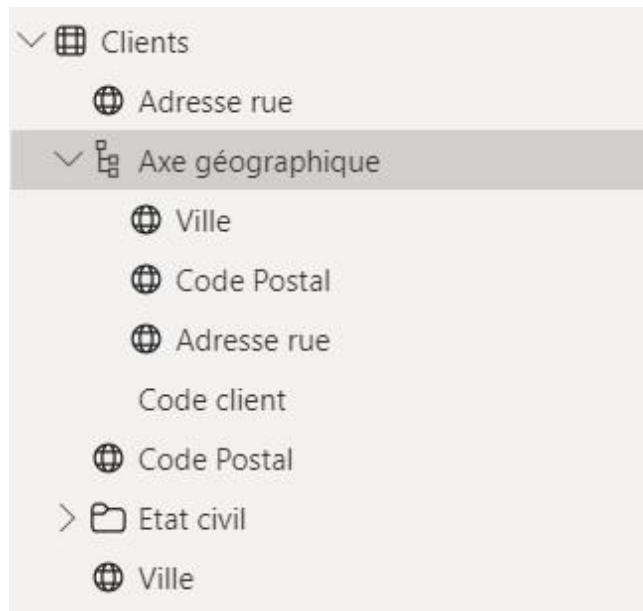 Clients
Adresse rue
Axe géographique
Ville
Code Postal
Adresse rue
Code client
Code Postal
Etat civil
Ville